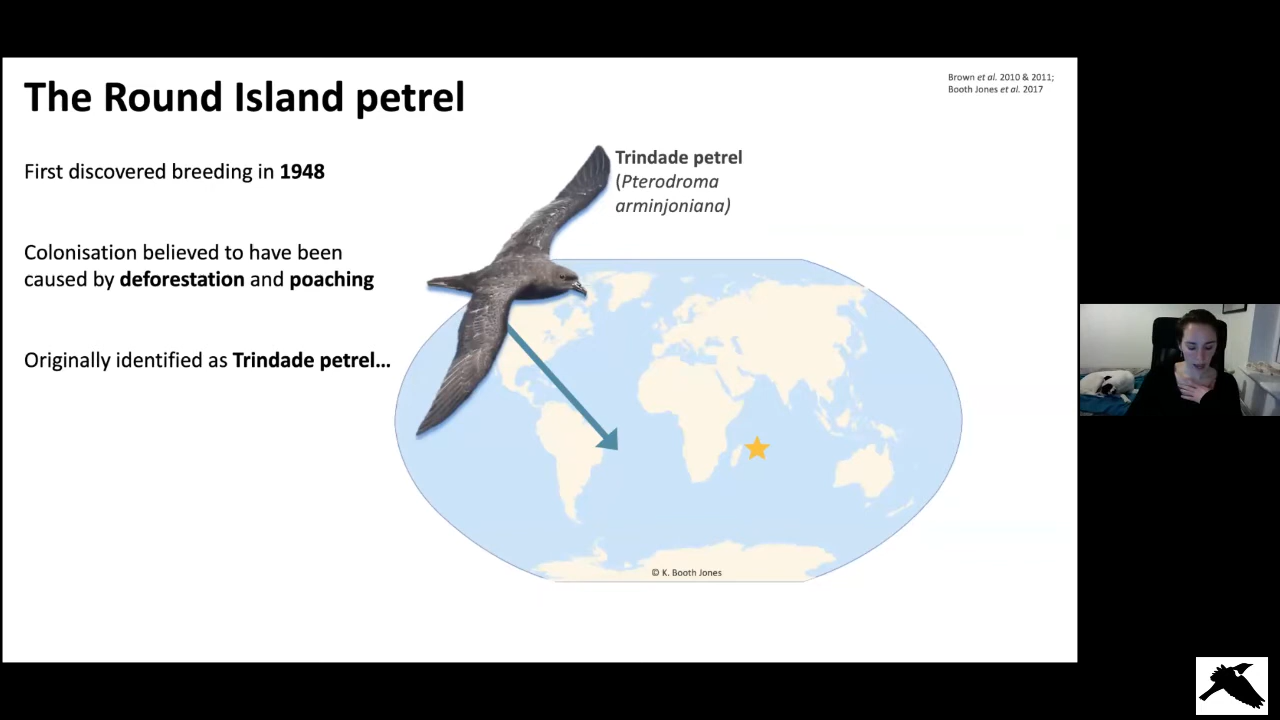 The Round Island petrel
Brown et al. 2010 & 2011;
Booth Jones et al. 2017
First discovered breeding in 1948
Trindade petrel
(Pterodroma
arminjoniana)
Colonisation believed to have been
caused by deforestation and poaching
Originally identified as Trindade petrel...
© K. Booth Jones